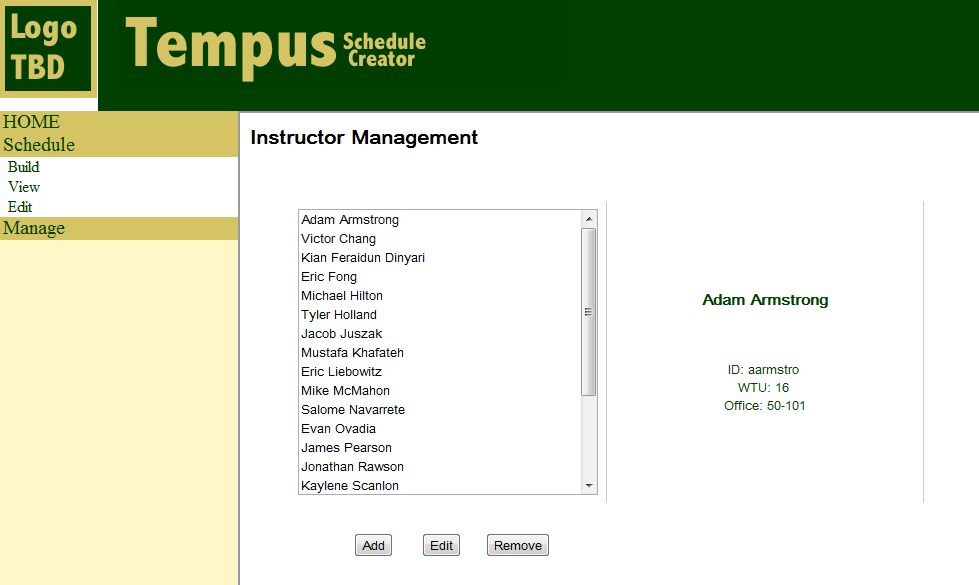 Logo
TBD
Tempus Schedule
Creator
HOME
Schedule
Build
View
Edit
Manage
Instructor Management
Adam Armstrong
Victor Chang
Kian Feraidun Dinyari
Eric Fong
Michael Hilton
Tyler Holland
Jacob Juszak
Mustafa Khafateh
Eric Liebowitz
Mike McMahon
Salome Navarrete
Evan Ovadia
James Pearson
Jonathan Rawson
Kaylene Scanlon
Adam Armstrong
ID: aarmstro
WTU: 16
Office: 50-101
Add Edit Remove